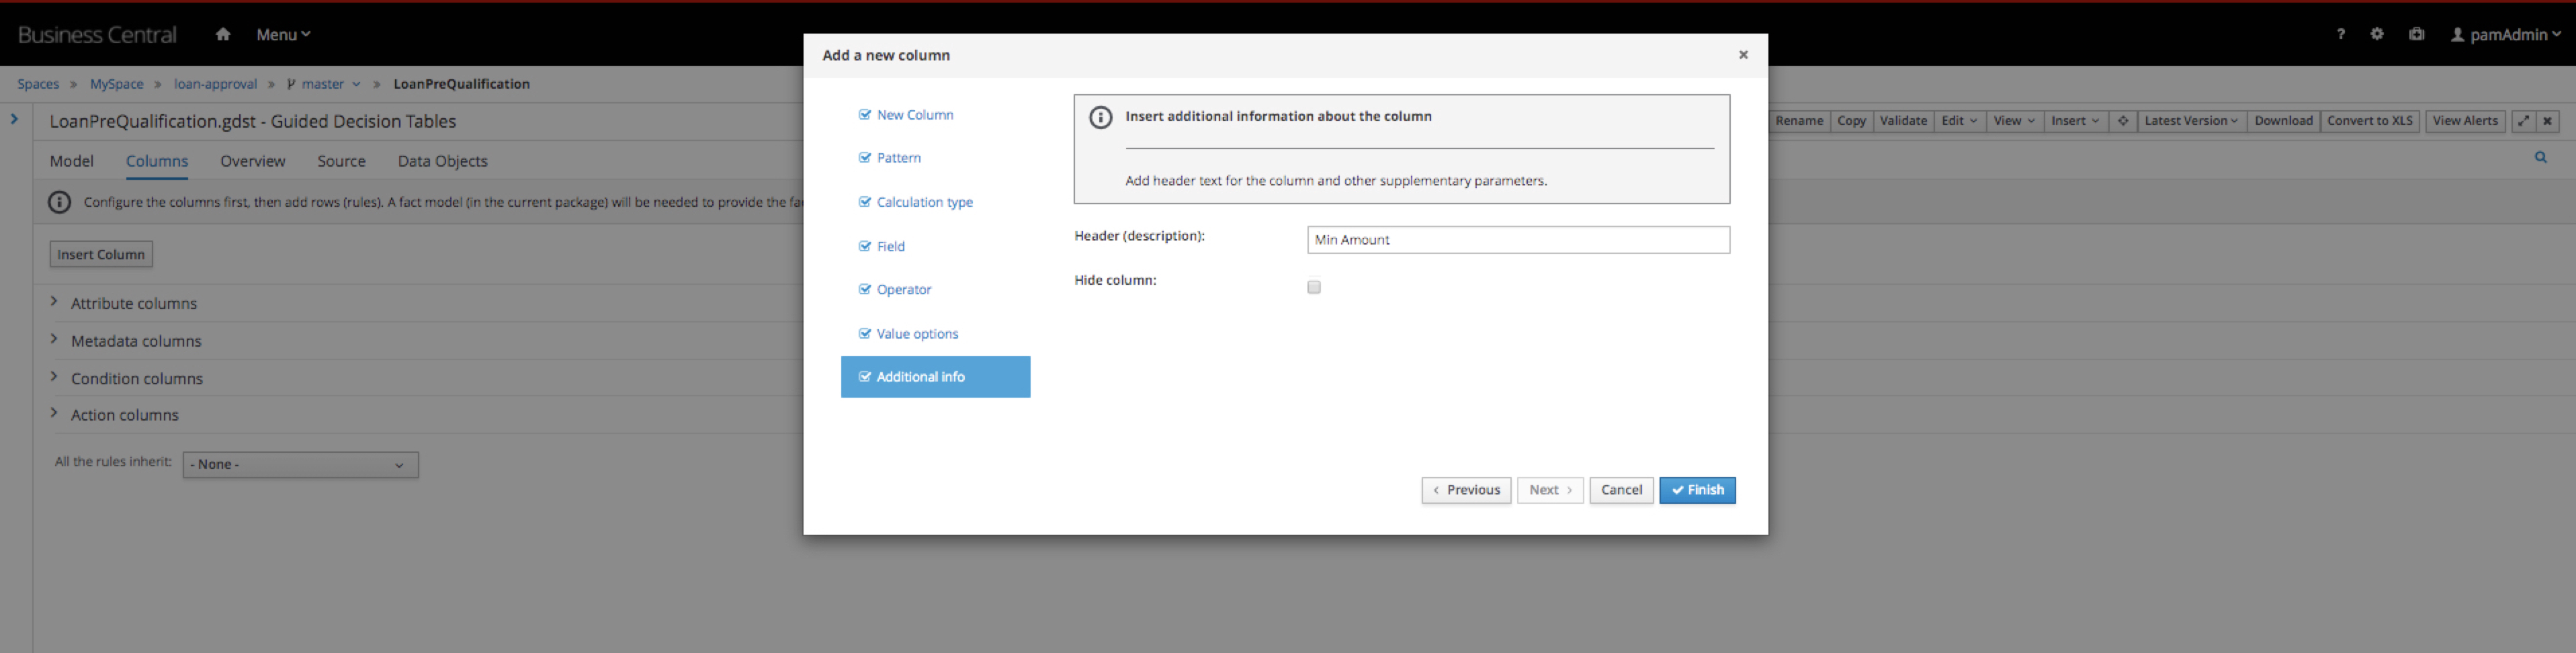 Business Central Menu ? pamAdmin
Spaces » MySpace » loan-approval » master » LoanPreQualification
LoanPreQualification.gdst - Guided Decision Tables
Rename Copy Validate Edit View Insert Latest Version Download Convert to XLS View Alerts
Model Columns Overview Source Data Objects
Configure the columns first, then add rows (rules). A fact model (in the current package) will be needed to provide the fa
Insert Column
Attribute columns
Metadata columns
Condition columns
Action columns
All the rules inherit: - None -
Add a new column ×
New Column
Pattern
Calculation type
Field
Operator
Value options
Additional info
Insert additional information about the column
Add header text for the column and other supplementary parameters.
Header (description): Min Amount
Hide column:
Previous Next Cancel Finish